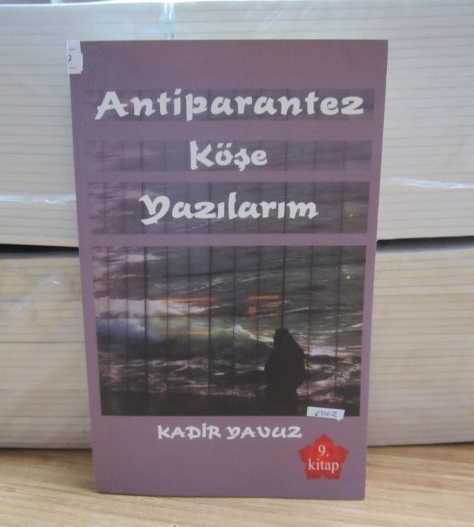 Antiparantez
Köşe
Yazılarım
KADİR YAVUZ
9.
kitap